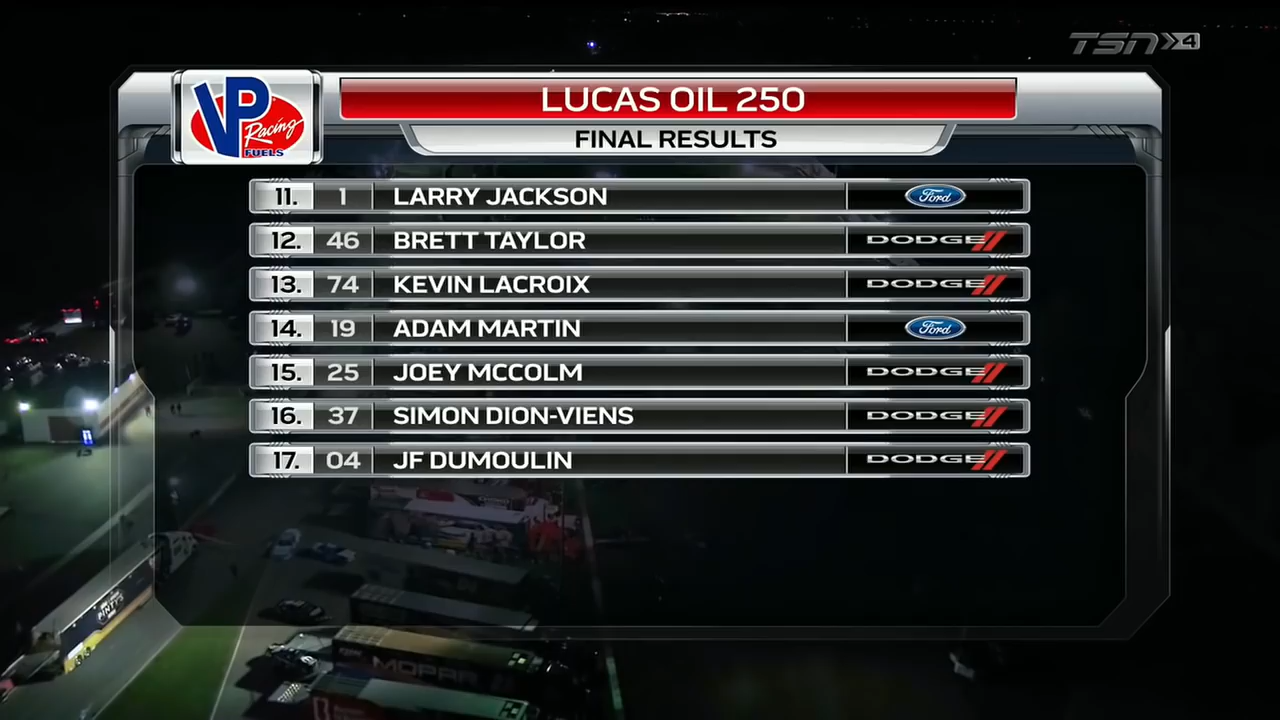 TSN 4
VP Racing FUELS
LUCAS OIL 250
FINAL RESULTS
11. 1 LARRY JACKSON Ford
12. 46 BRETT TAYLOR DODGE
13. 74 KEVIN LACROIX DODGE
14. 19 ADAM MARTIN Ford
15. 25 JOEY MCCOLM DODGE
16. 37 SIMON DION-VIENS DODGE
17. 04 JF DUMOULIN DODGE
PINTY'S
MOPAR